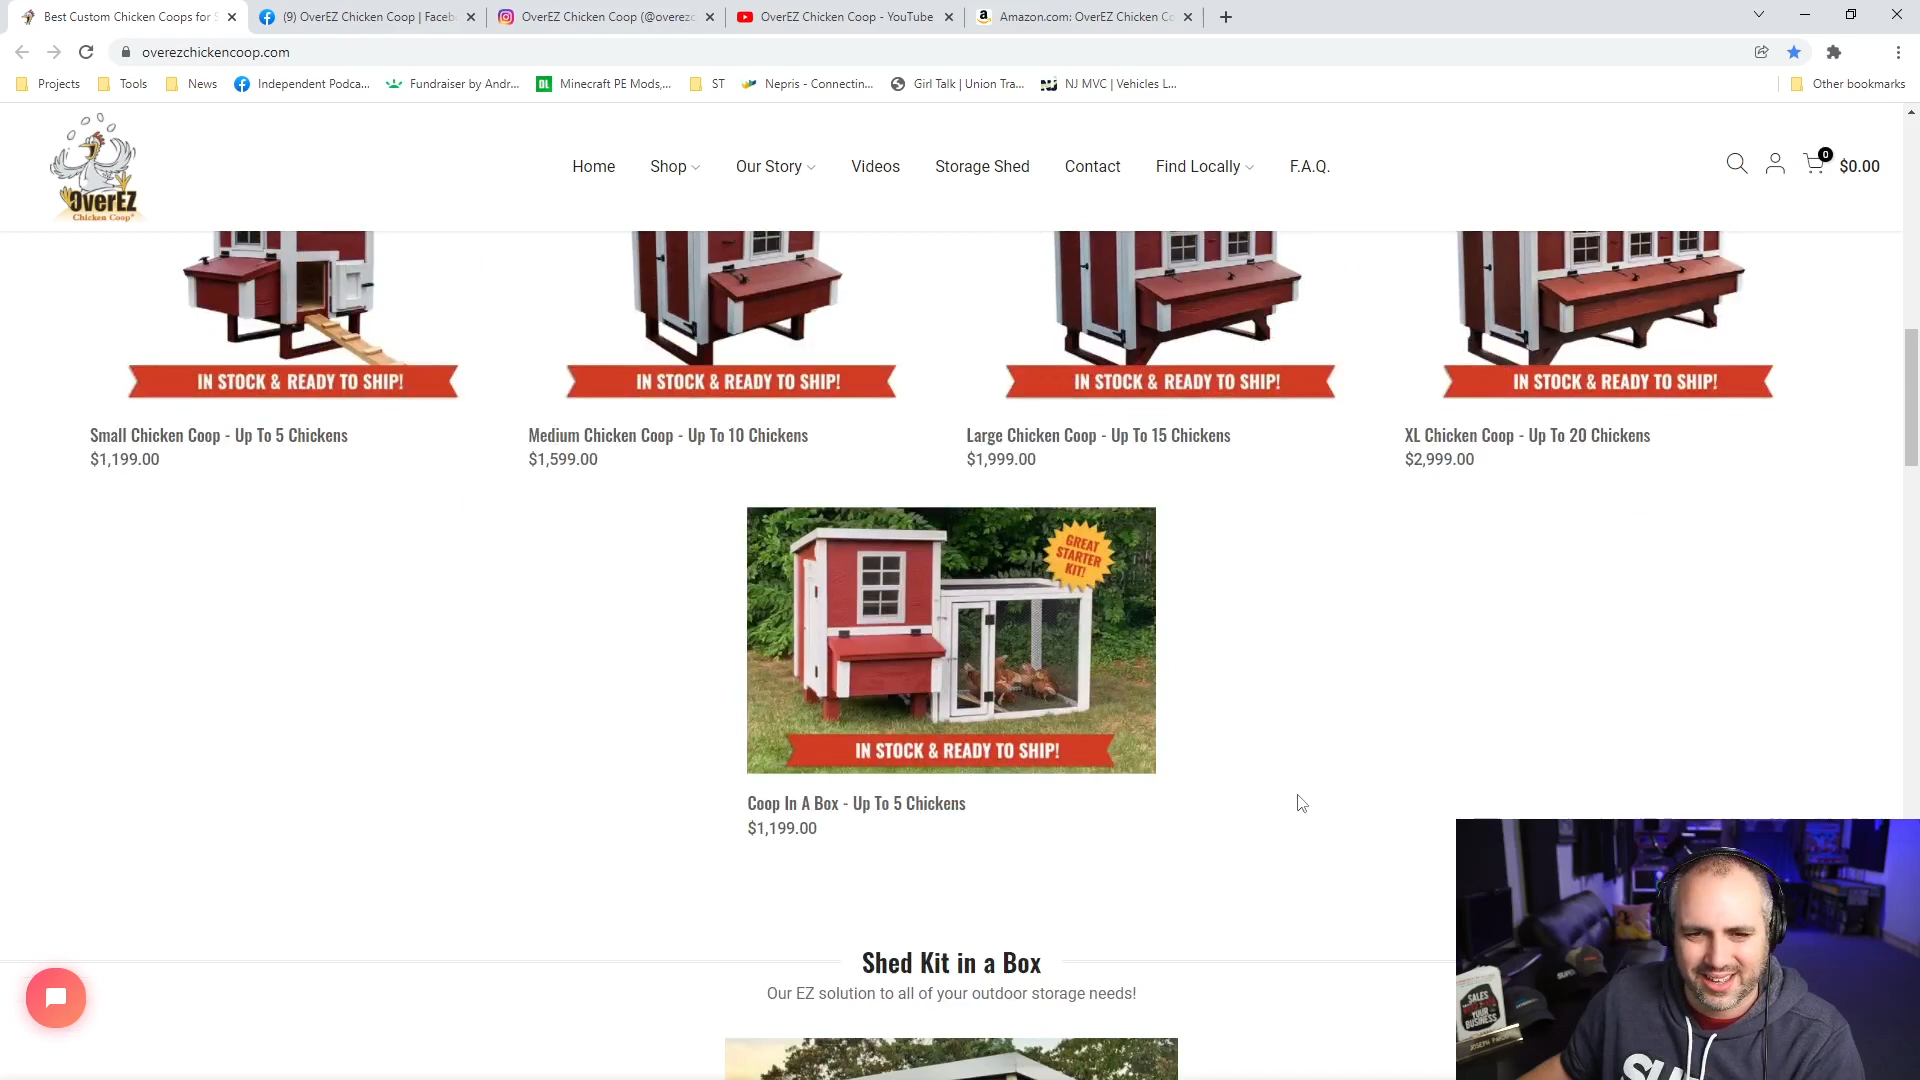 Best Custom Chicken Coops for S
(9) OverEZ Chicken Coop | Faceb
OverEZ Chicken Coop (@overezc
OverEZ Chicken Coop - YouTube
Amazon.com: OverEZ Chicken Co
overezchickencoop.com
Projects
Tools
News
Independent Podca...
Fundraiser by Andr...
Minecraft PE Mods,...
ST
Nepris - Connectin...
Girl Talk | Union Tra...
NJ MVC | Vehicles L...
Other bookmarks
OverEZ
Chicken Coop®
Home
Shop
Our Story
Videos
Storage Shed
Contact
Find Locally
F.A.Q.
0
$0.00
IN STOCK & READY TO SHIP!
IN STOCK & READY TO SHIP!
IN STOCK & READY TO SHIP!
IN STOCK & READY TO SHIP!
Small Chicken Coop - Up To 5 Chickens
$1,199.00
Medium Chicken Coop - Up To 10 Chickens
$1,599.00
Large Chicken Coop - Up To 15 Chickens
$1,999.00
XL Chicken Coop - Up To 20 Chickens
$2,999.00
GREAT
STARTER
KIT!
IN STOCK & READY TO SHIP!
Coop In A Box - Up To 5 Chickens
$1,199.00
Shed Kit in a Box
Our EZ solution to all of your outdoor storage needs!
SALES
YOUR
BUSINESS